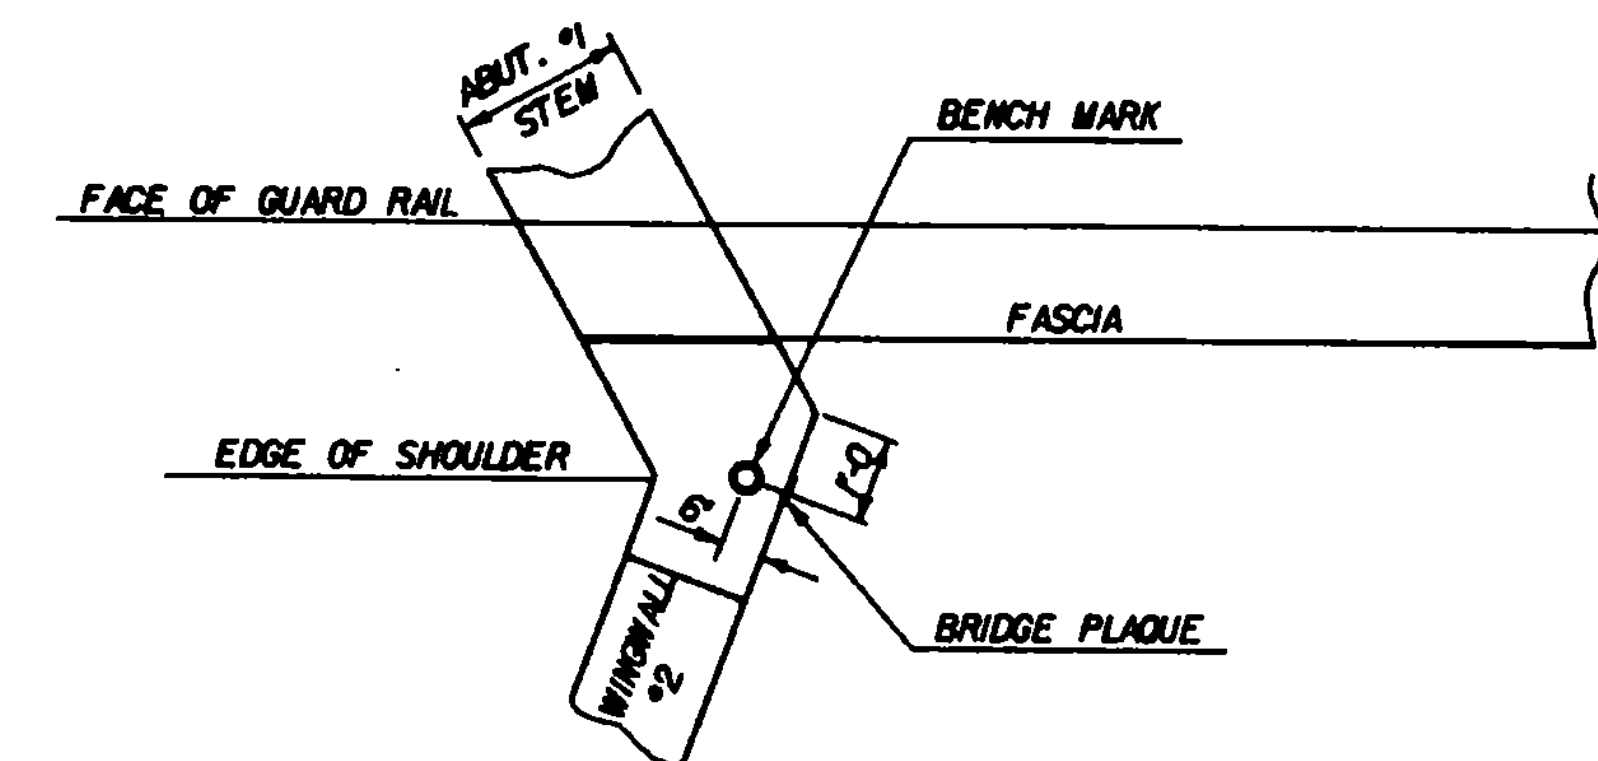 ABUT. #1
STEM
BENCH MARK
FACE OF GUARD RAIL
FASCIA
EDGE OF SHOULDER
1'-0
WINGWALL
#2
BRIDGE PLAQUE